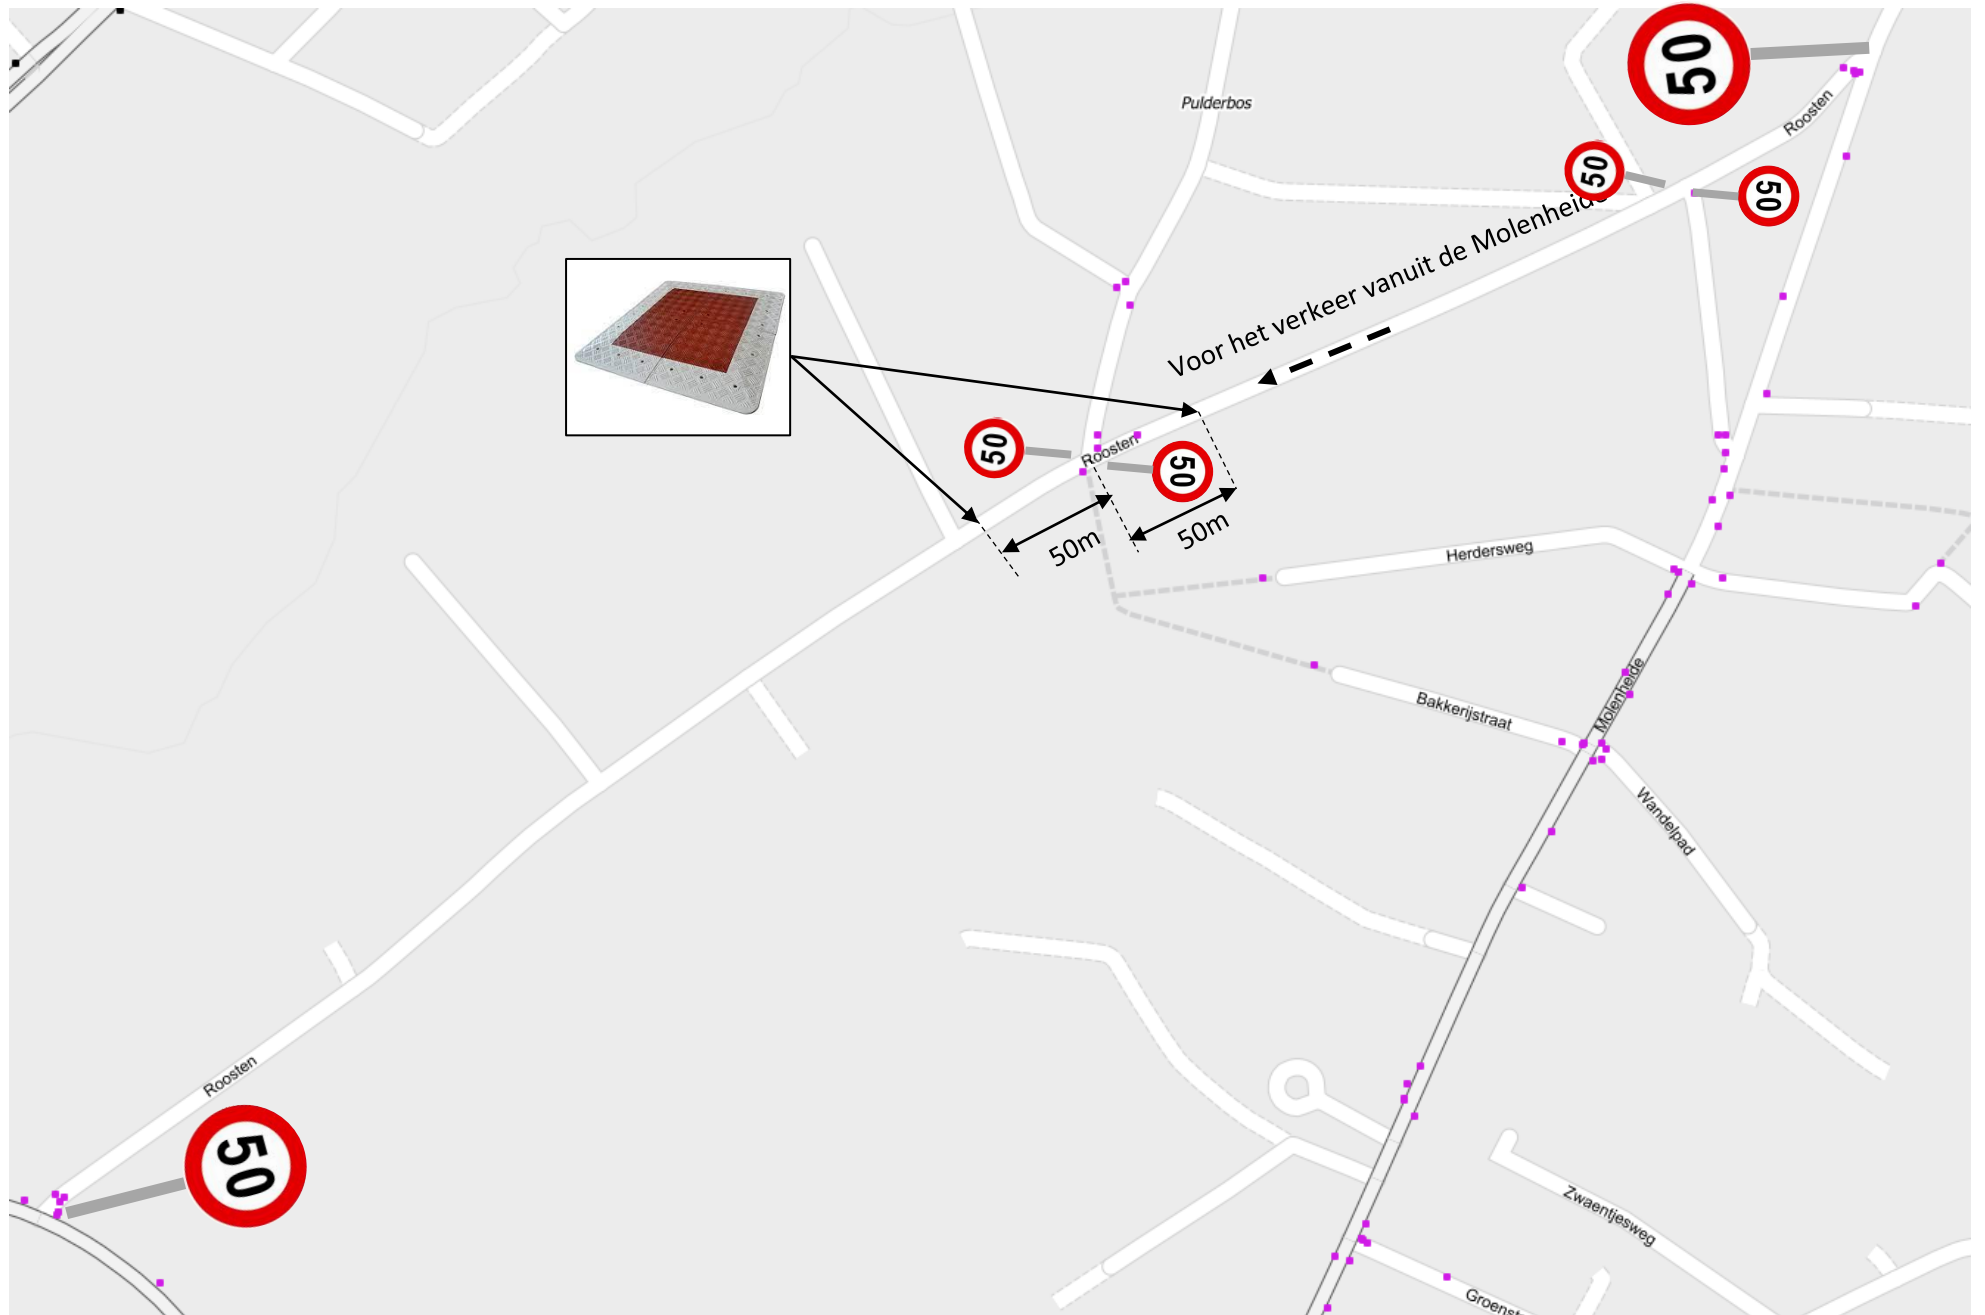 50
Roosten
Pulderbos
50
50
Voor het verkeer vanuit de Molenheide
50
Roosten
50
50m
50m
Herdersweg
Molenheide
Bakkerijstraat
Wandelpad
Roosten
50
Zwaentjesweg
Groenst